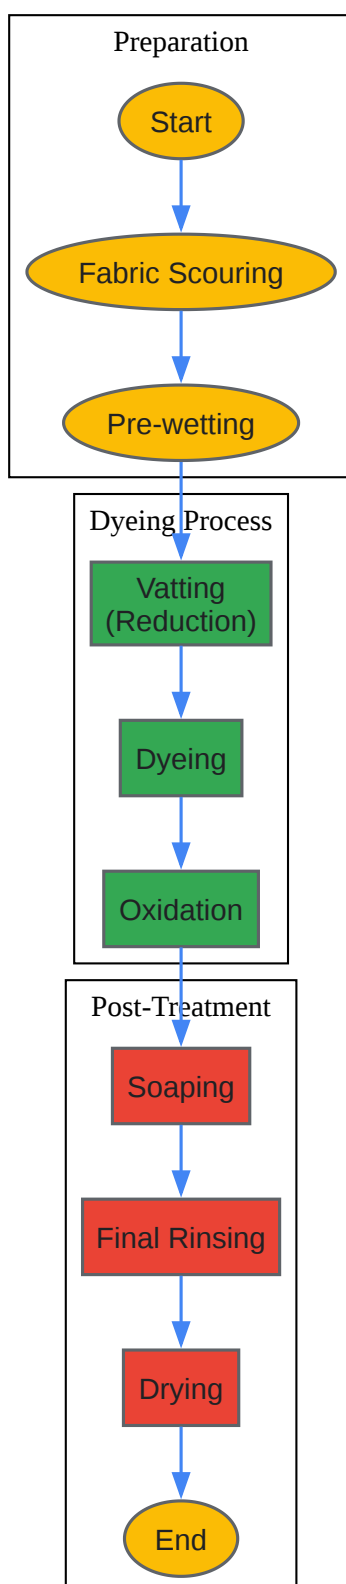 Preparation
Start
Fabric Scouring
Pre-wetting
Dyeing Process
Vatting
(Reduction)
Dyeing
Oxidation
Post-Treatment
Soaping
Final Rinsing
Drying
End